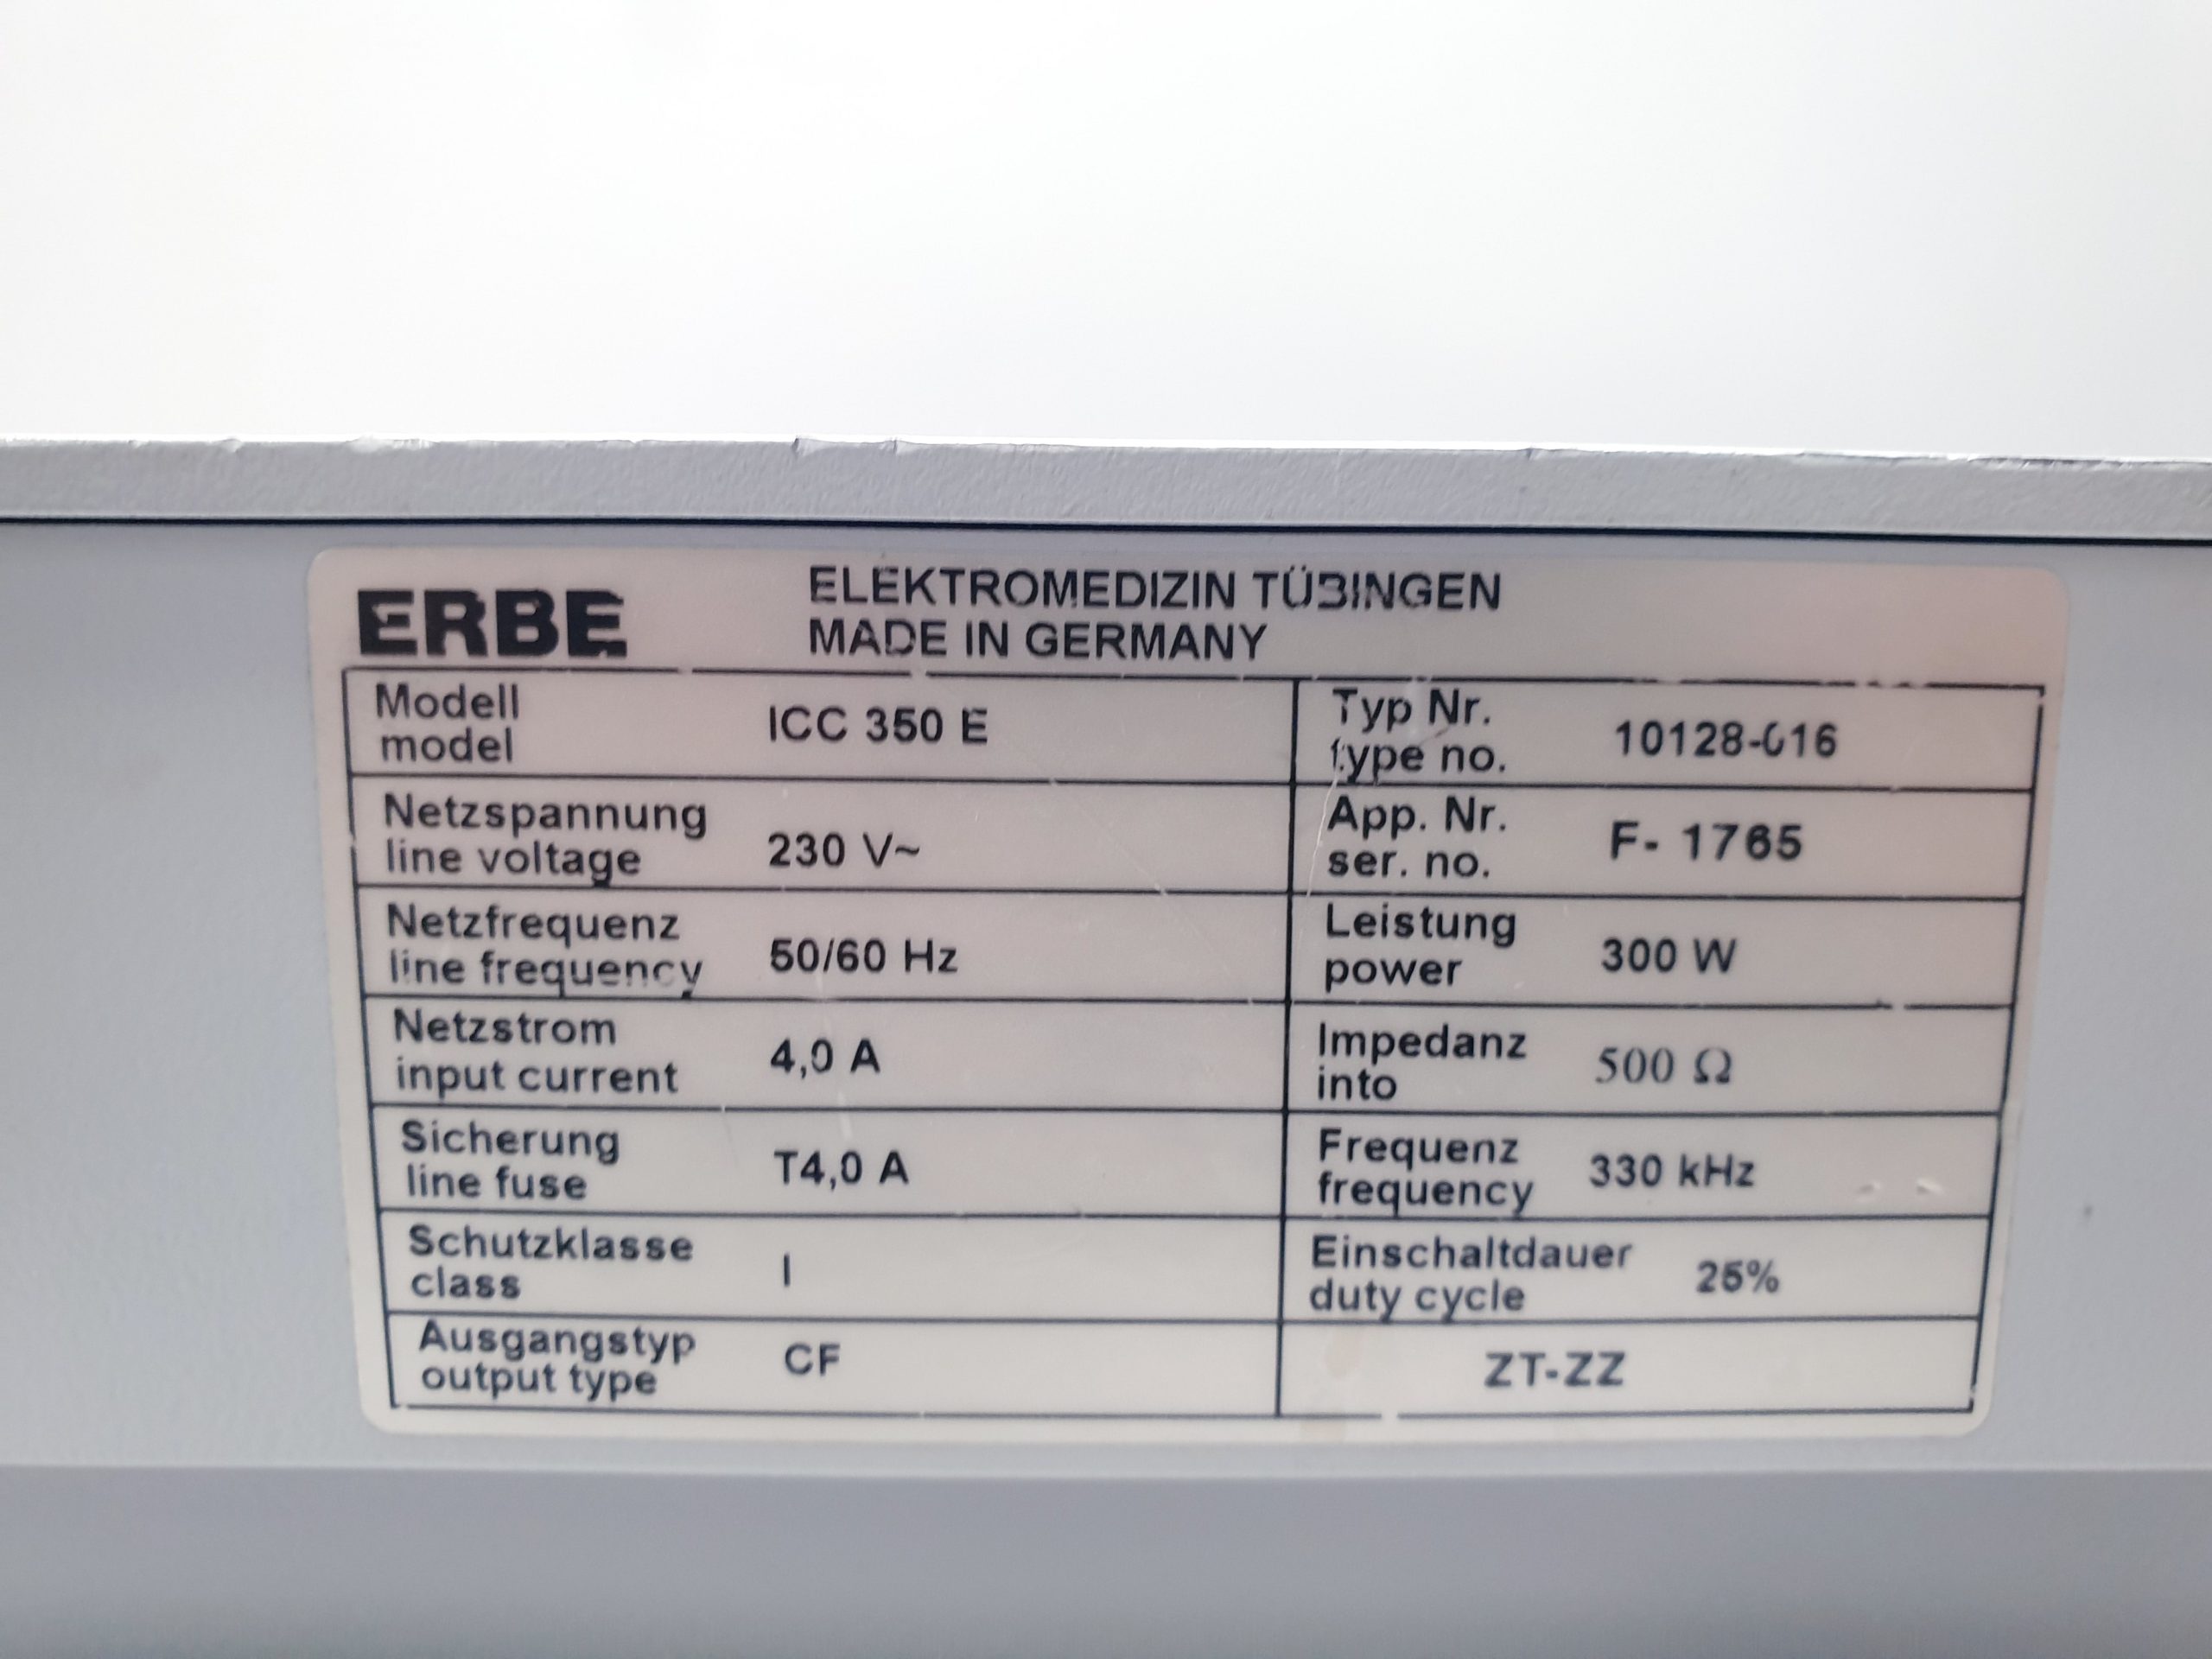 ERBE
ELEKTROMEDIZIN TÜBINGEN
MADE IN GERMANY
Modell
model
ICC 350 E
Typ Nr.
type no.
10128-016
Netzspannung
line voltage
230 V~
App. Nr.
ser. no.
F- 1765
Netzfrequenz
line frequency
50/60 Hz
Leistung
power
300 W
Netzstrom
input current
4,0 A
Impedanz
into
500 Ω
Sicherung
line fuse
T4,0 A
Frequenz
frequency
330 kHz
Schutzklasse
class
I
Einschaltdauer
duty cycle
25%
Ausgangstyp
output type
CF
ZT-ZZ